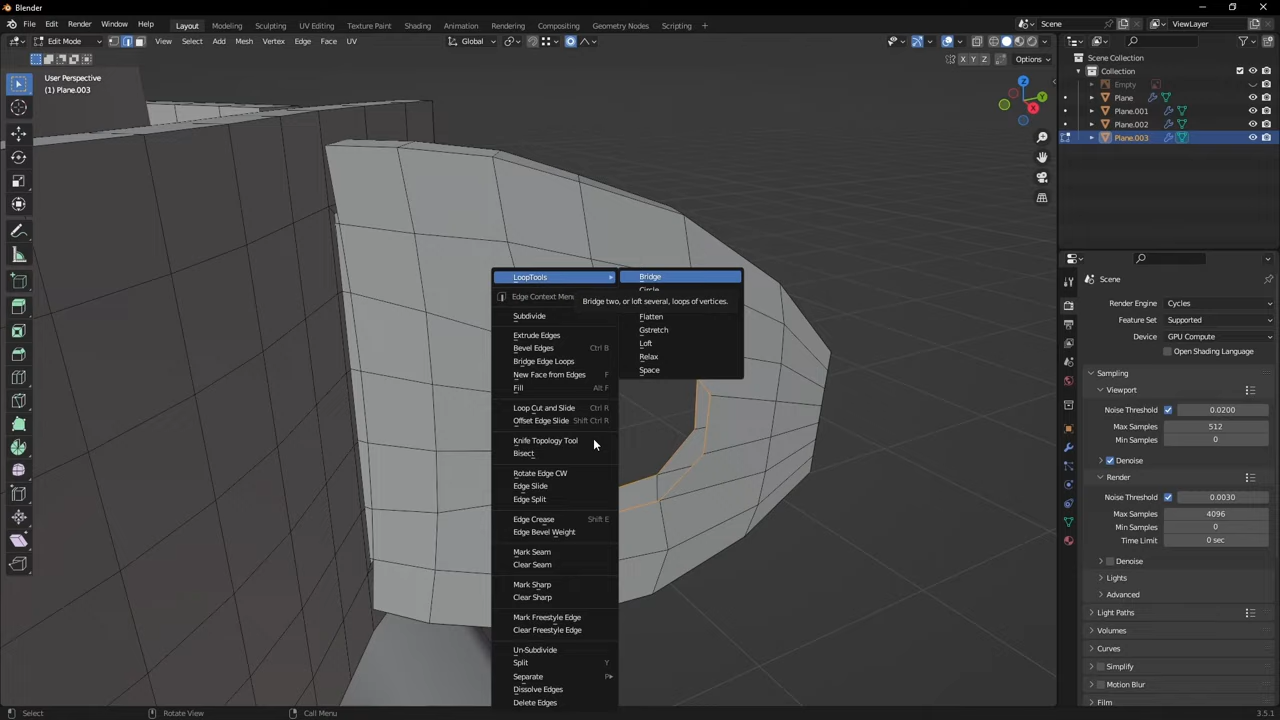 Blender
File Edit Render Window Help
Layout Modeling Sculpting UV Editing Texture Paint Shading Animation Rendering Compositing Geometry Nodes Scripting +
Scene
ViewLayer
Edit Mode
View Select Add Mesh Vertex Edge Face UV
Global
X Y Z
Options
User Perspective
(1) Plane.003
Z
Y
X
Scene Collection
Collection
Empty
Plane
Plane.001
Plane.002
Plane.003
LoopTools
Edge Context Menu
Subdivide
Extrude Edges
Bevel Edges Ctrl B
Bridge Edge Loops
New Face from Edges F
Fill Alt F
Loop Cut and Slide Ctrl R
Offset Edge Slide Shift Ctrl R
Knife Topology Tool
Bisect
Rotate Edge CW
Edge Slide
Edge Split
Edge Crease Shift E
Edge Bevel Weight
Mark Seam
Clear Seam
Mark Sharp
Clear Sharp
Mark Freestyle Edge
Clear Freestyle Edge
Un-Subdivide
Split Y
Separate P
Dissolve Edges
Delete Edges
Bridge
Circle
Bridge two, or loft several, loops of vertices.
Flatten
Gstretch
Loft
Relax
Space
Scene
Render Engine Cycles
Feature Set Supported
Device GPU Compute
Open Shading Language
Sampling
Viewport
Noise Threshold 0.0200
Max Samples 512
Min Samples 0
Denoise
Render
Noise Threshold 0.0030
Max Samples 4096
Min Samples 0
Time Limit 0 sec
Denoise
Lights
Advanced
Light Paths
Volumes
Curves
Simplify
Motion Blur
Film
Select
Rotate View
Call Menu
3.5.1